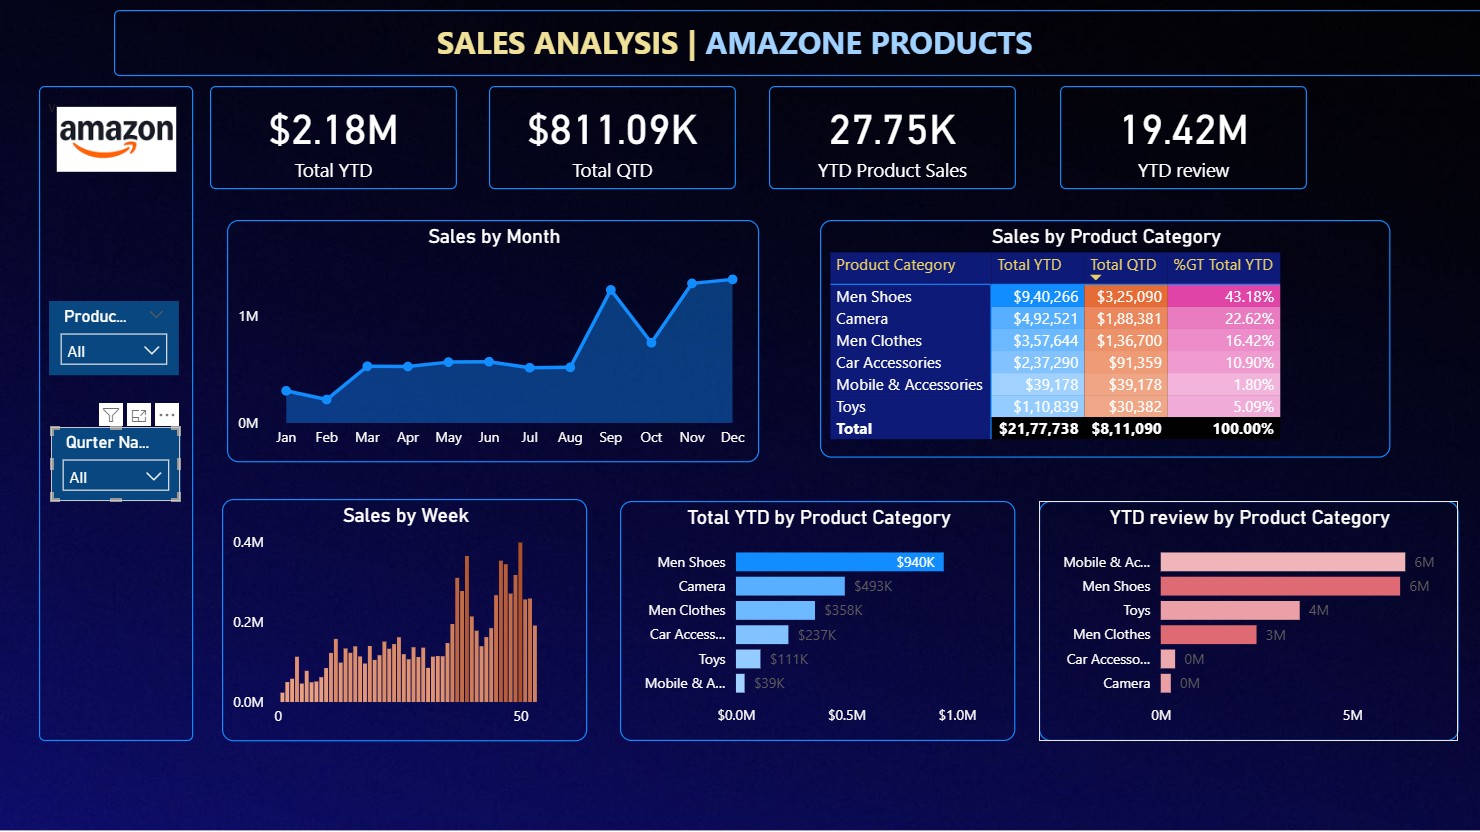 SALES ANALYSIS | AMAZONE PRODUCTS
amazon
$2.18M
Total YTD
$811.09K
Total QTD
27.75K
YTD Product Sales
19.42M
YTD review
Produc...
All
Qurter Na...
All
Sales by Month
1M
0M
Jan Feb Mar Apr May Jun Jul Aug Sep Oct Nov Dec
Sales by Product Category
Product Category Total YTD Total QTD %GT Total YTD
Men Shoes $9,40,266 $3,25,090 43.18%
Camera $4,92,521 $1,88,381 22.62%
Men Clothes $3,57,644 $1,36,700 16.42%
Car Accessories $2,37,290 $91,359 10.90%
Mobile & Accessories $39,178 $39,178 1.80%
Toys $1,10,839 $30,382 5.09%
Total $21,77,738 $8,11,090 100.00%
Sales by Week
0.4M
0.2M
0.0M
0 50
Total YTD by Product Category
Men Shoes $940K
Camera $493K
Men Clothes $358K
Car Access... $237K
Toys $111K
Mobile & A... $39K
$0.0M $0.5M $1.0M
YTD review by Product Category
Mobile & Ac... 6M
Men Shoes 6M
Toys 4M
Men Clothes 3M
Car Accesso... 0M
Camera 0M
0M 5M